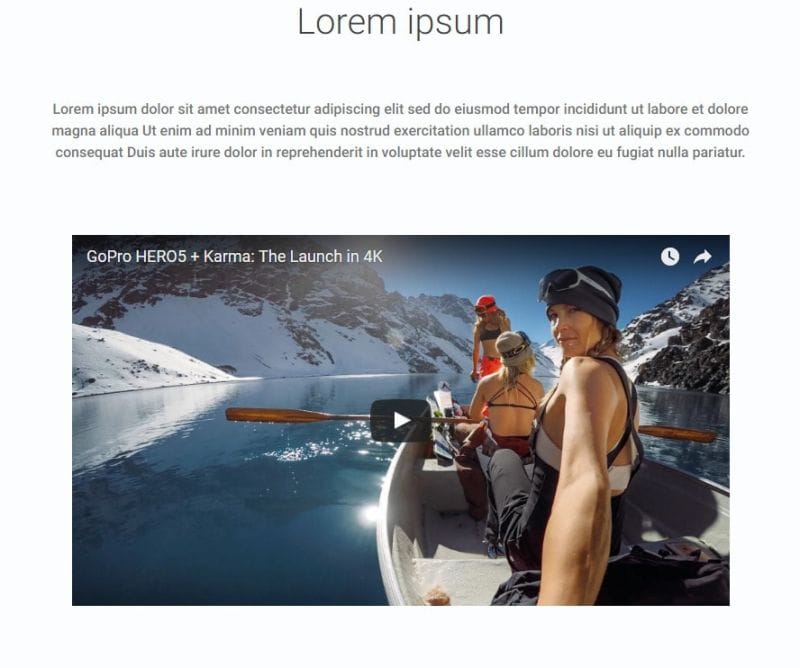 Lorem ipsum
Lorem ipsum dolor sit amet consectetur adipiscing elit sed do eiusmod tempor incididunt ut labore et dolore
magna aliqua Ut enim ad minim veniam quis nostrud exercitation ullamco laboris nisi ut aliquip ex commodo
consequat Duis aute irure dolor in reprehenderit in voluptate velit esse cillum dolore eu fugiat nulla pariatur.
GoPro HERO5 + Karma: The Launch in 4K